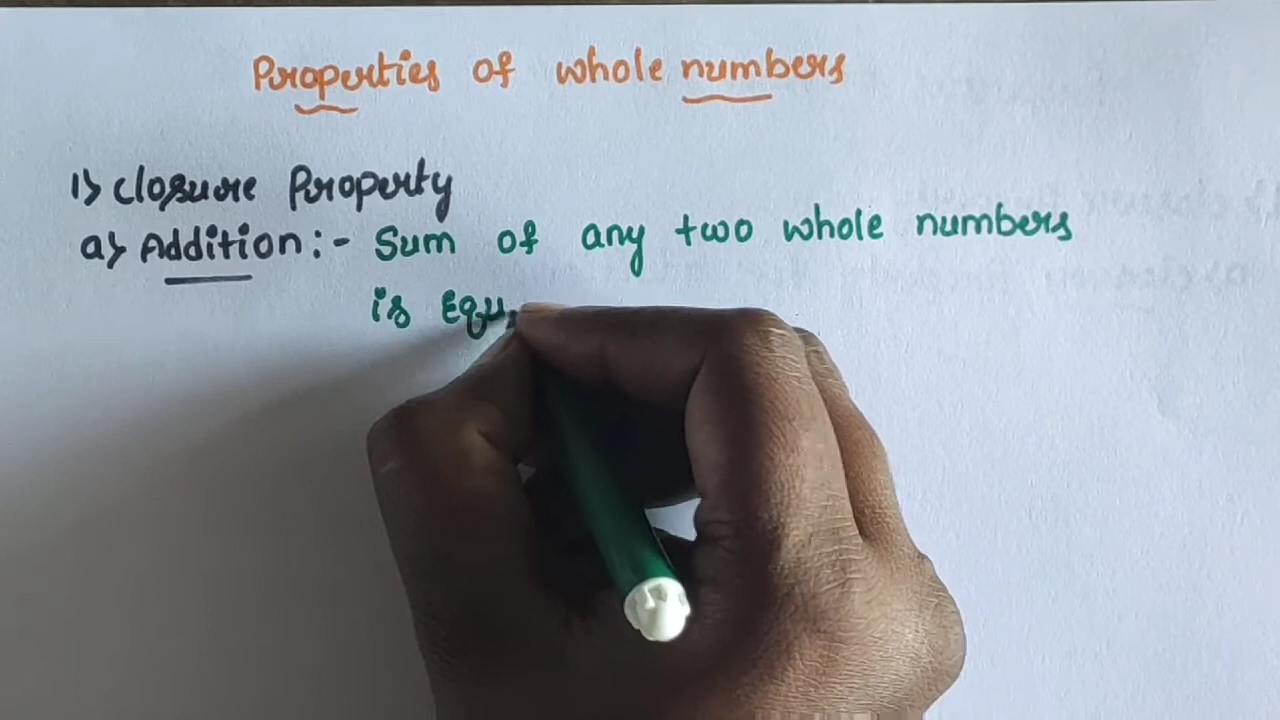 Properties of whole numbers
1) Closure Property
a) Addition :- Sum of any two whole numbers
is Equ